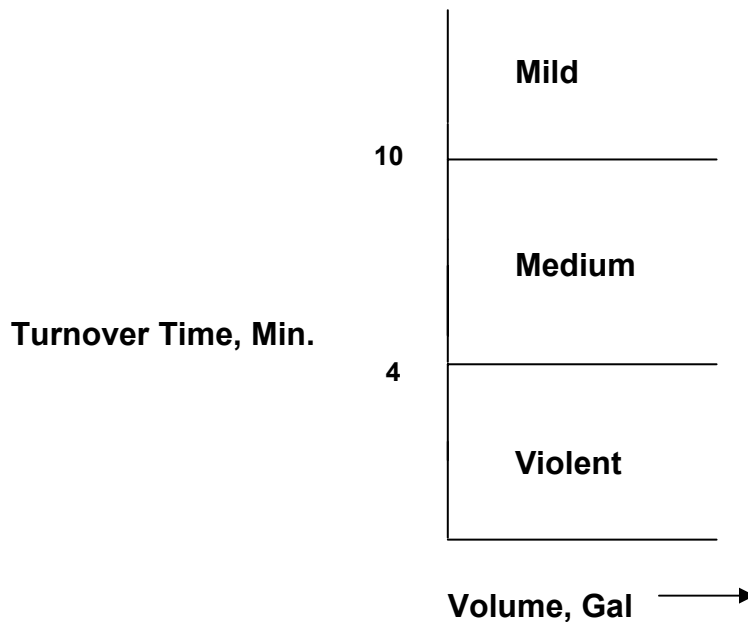 Mild
10
Medium
Turnover Time, Min.
4
Violent
Volume, Gal